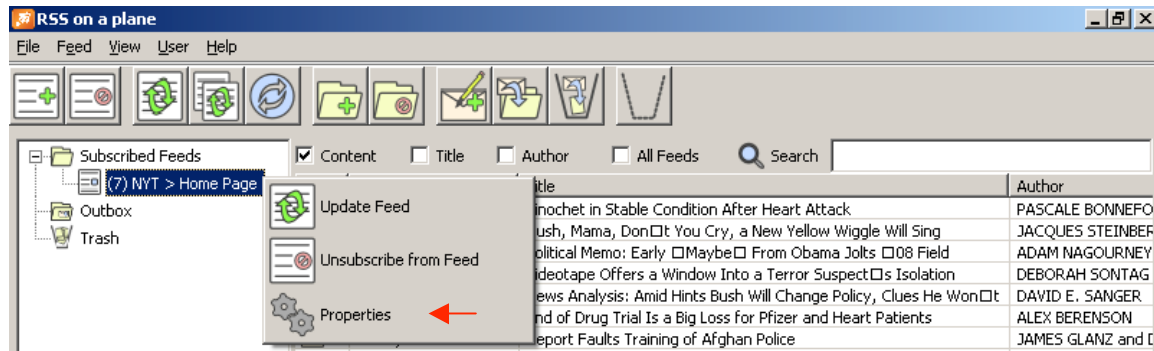 RSS on a plane
File Feed View User Help
Subscribed Feeds
(7) NYT > Home Page
Outbox
Trash
Content Title Author All Feeds Search
Update Feed
Unsubscribe from Feed
Properties
itle Author
inochet in Stable Condition After Heart Attack PASCALE BONNEFO
ush, Mama, Don□t You Cry, a New Yellow Wiggle Will Sing JACQUES STEINBER
olitical Memo: Early □Maybe□ From Obama Jolts □08 Field ADAM NAGOURNEY
ideotape Offers a Window Into a Terror Suspect□s Isolation DEBORAH SONTAG
ews Analysis: Amid Hints Bush Will Change Policy, Clues He Won□t DAVID E. SANGER
nd of Drug Trial Is a Big Loss for Pfizer and Heart Patients ALEX BERENSON
eport Faults Training of Afghan Police JAMES GLANZ and